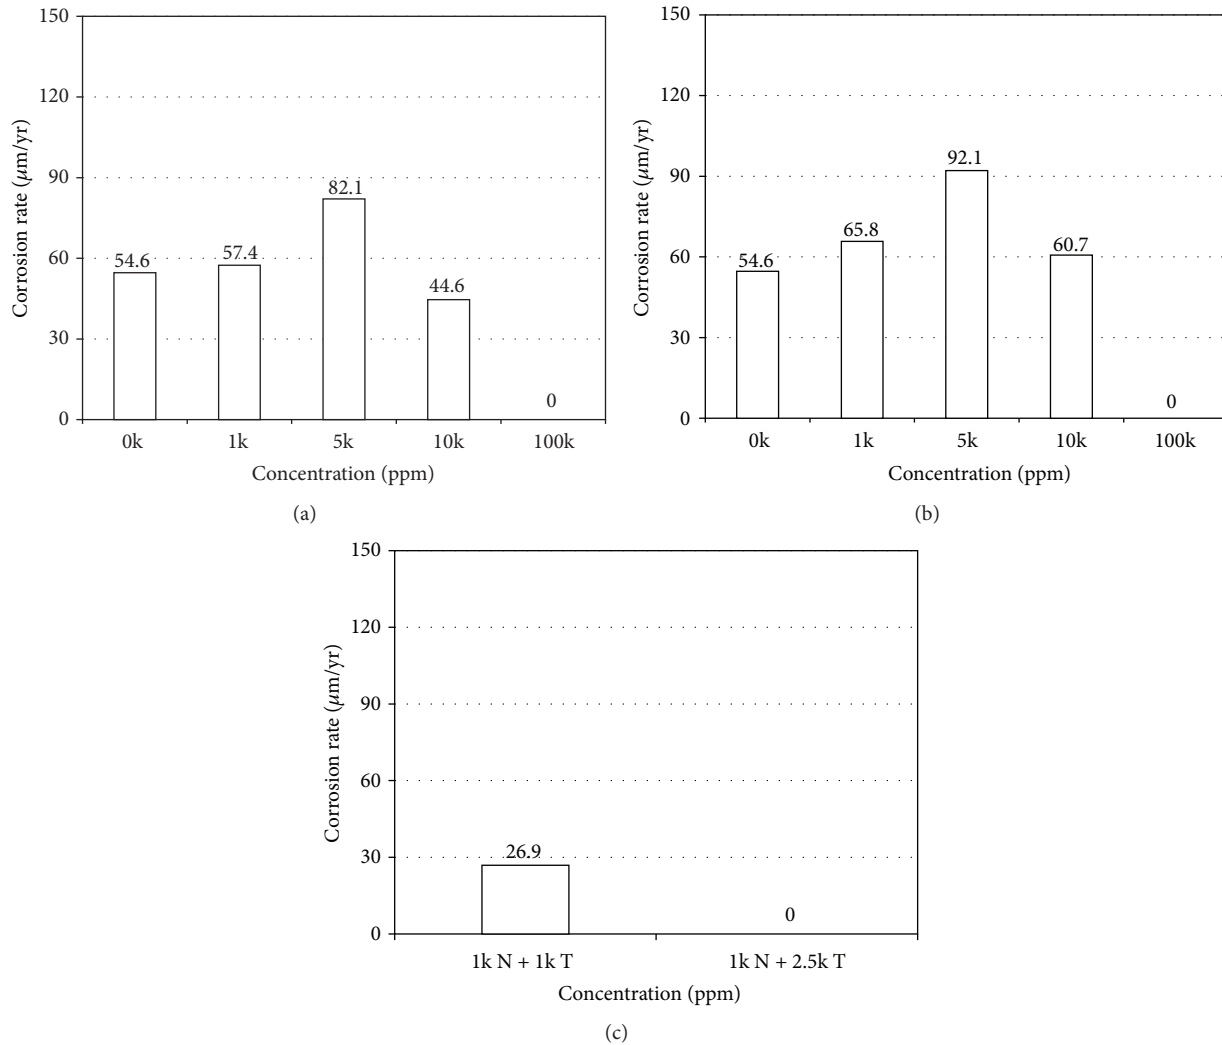 150
120
90
60
30
0
Corrosion rate (μm/yr)
54.6
57.4
82.1
44.6
0
0k 1k 5k 10k 100k
Concentration (ppm)
(a)
150
120
90
60
30
0
Corrosion rate (μm/yr)
54.6
65.8
92.1
60.7
0
0k 1k 5k 10k 100k
Concentration (ppm)
(b)
150
120
90
60
30
0
Corrosion rate (μm/yr)
26.9
0
1k N + 1k T 1k N + 2.5k T
Concentration (ppm)
(c)